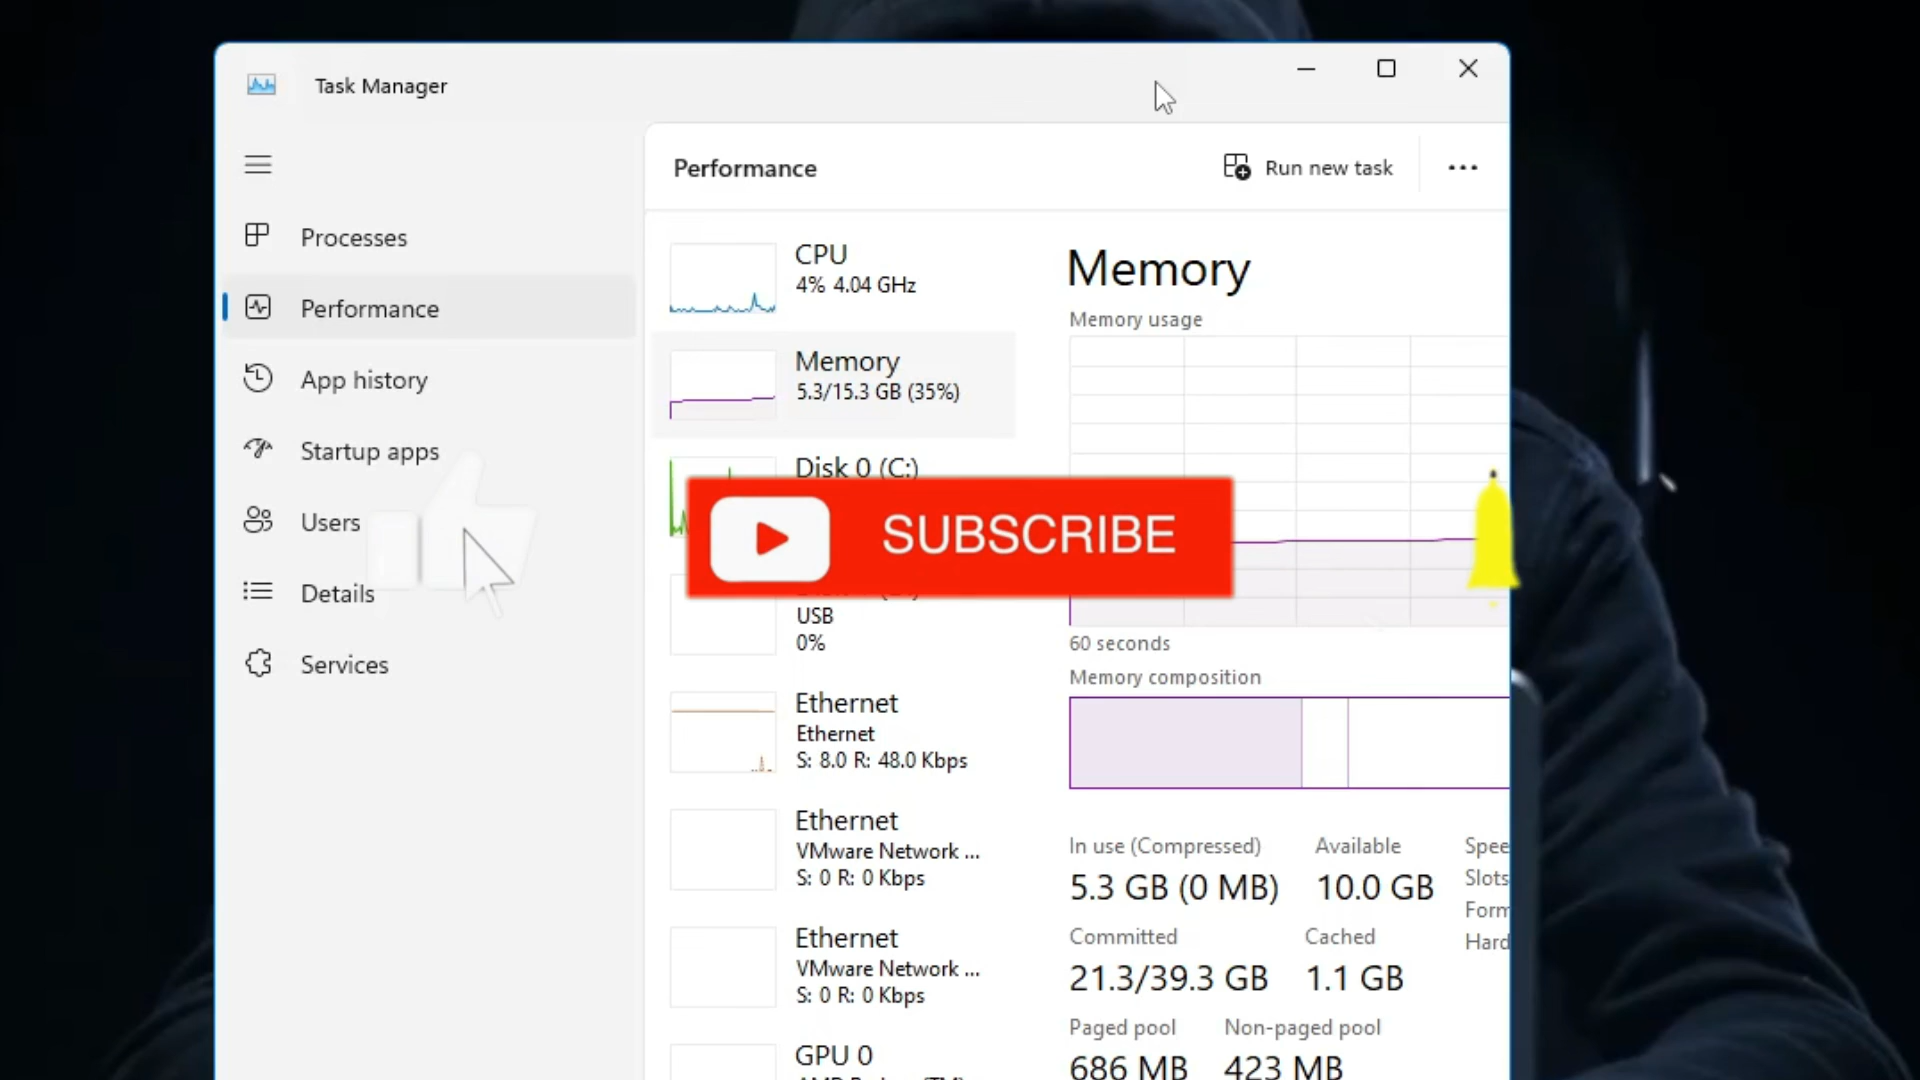 Task Manager
Performance
Run new task
Processes
Performance
App history
Startup apps
Users
Details
Services
CPU
4% 4.04 GHz
Memory
5.3/15.3 GB (35%)
Disk 0 (C:)
USB
0%
Ethernet
Ethernet
S: 8.0 R: 48.0 Kbps
Ethernet
VMware Network ...
S: 0 R: 0 Kbps
Ethernet
VMware Network ...
S: 0 R: 0 Kbps
GPU 0
SUBSCRIBE
Memory
Memory usage
60 seconds
Memory composition
In use (Compressed)
5.3 GB (0 MB)
Available
10.0 GB
Committed
21.3/39.3 GB
Cached
1.1 GB
Paged pool
686 MB
Non-paged pool
423 MB
Spee
Slots
Form
Hard